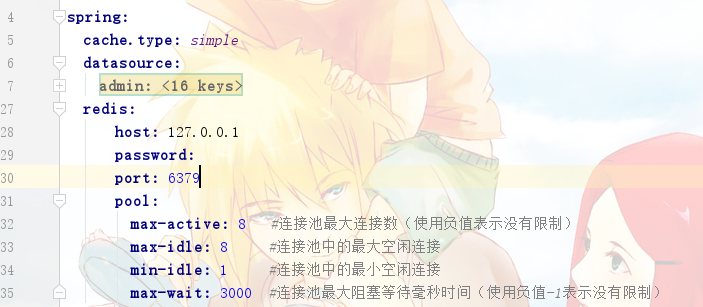 4 spring:
5 cache.type: simple
6 datasource:
7 admin: <16 keys>
27 redis:
28 host: 127.0.0.1
29 password:
30 port: 6379
31 pool:
32 max-active: 8 #连接池最大连接数（使用负值表示没有限制）
33 max-idle: 8 #连接池中的最大空闲连接
34 min-idle: 1 #连接池中的最小空闲连接
35 max-wait: 3000 #连接池最大阻塞等待毫秒时间（使用负值-1表示没有限制）